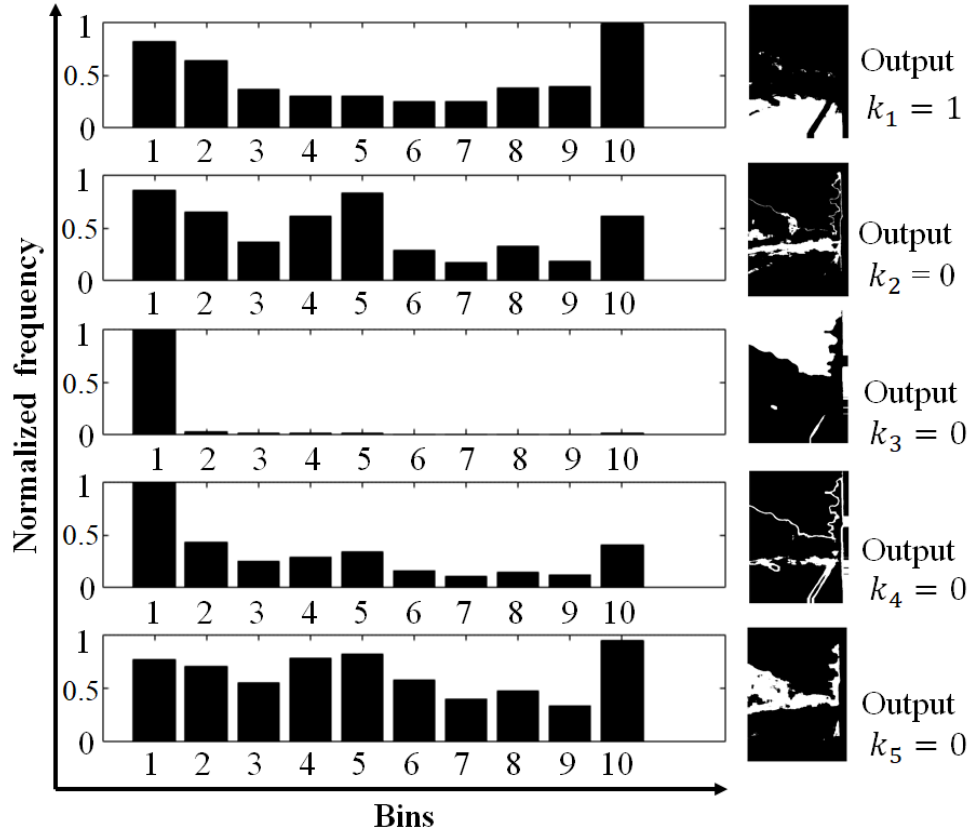 Normalized frequency
1
0.5
0
1 2 3 4 5 6 7 8 9 10
Output
k₁ = 1
1
0.5
0
1 2 3 4 5 6 7 8 9 10
Output
k₂ = 0
1
0.5
0
1 2 3 4 5 6 7 8 9 10
Output
k₃ = 0
1
0.5
0
1 2 3 4 5 6 7 8 9 10
Output
k₄ = 0
1
0.5
0
1 2 3 4 5 6 7 8 9 10
Output
k₅ = 0
Bins